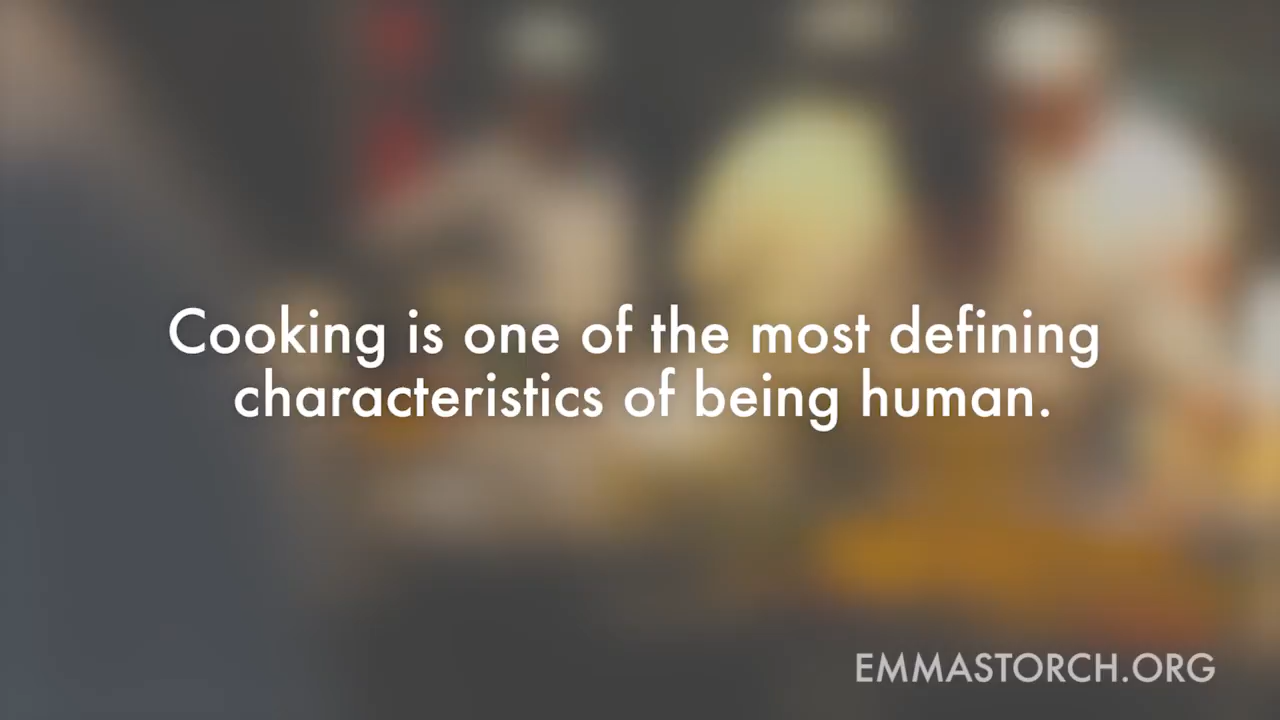 Cooking is one of the most defining
characteristics of being human.
EMMASTORCH.ORG